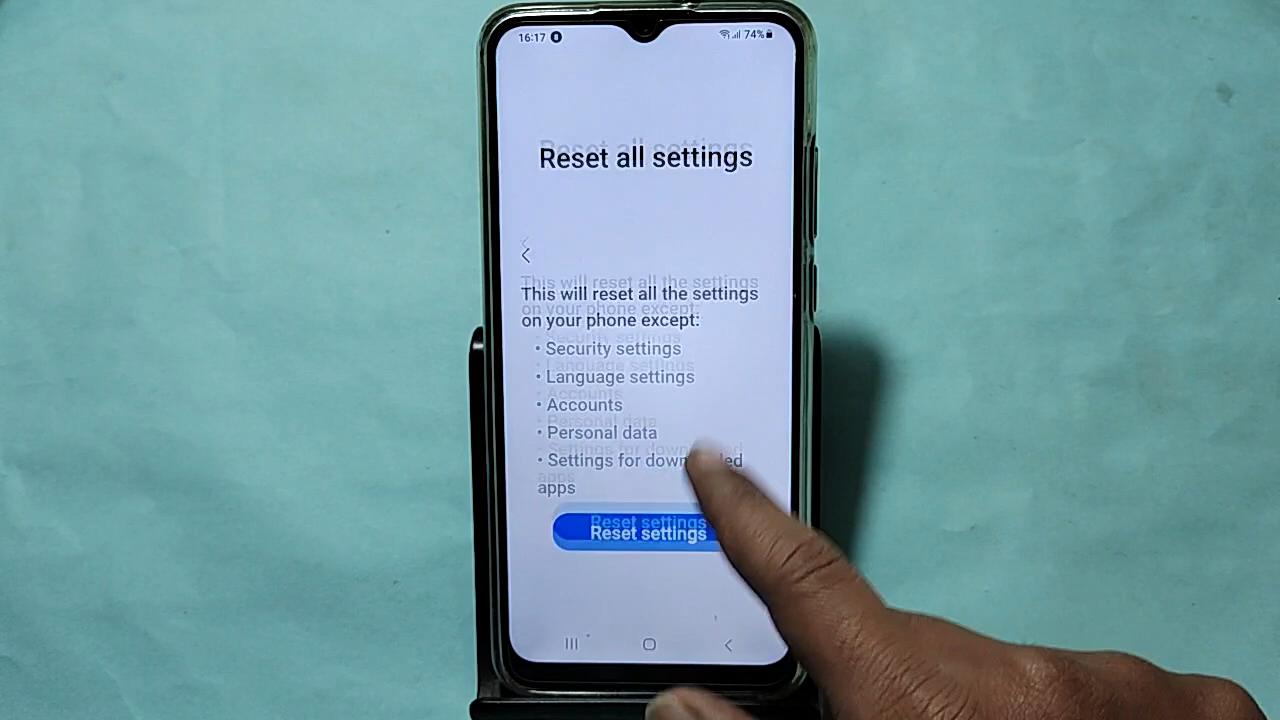 16:17
74%
Reset all settings
This will reset all the settings
on your phone except:
• Security settings
• Language settings
• Accounts
• Personal data
• Settings for
apps
Reset settings